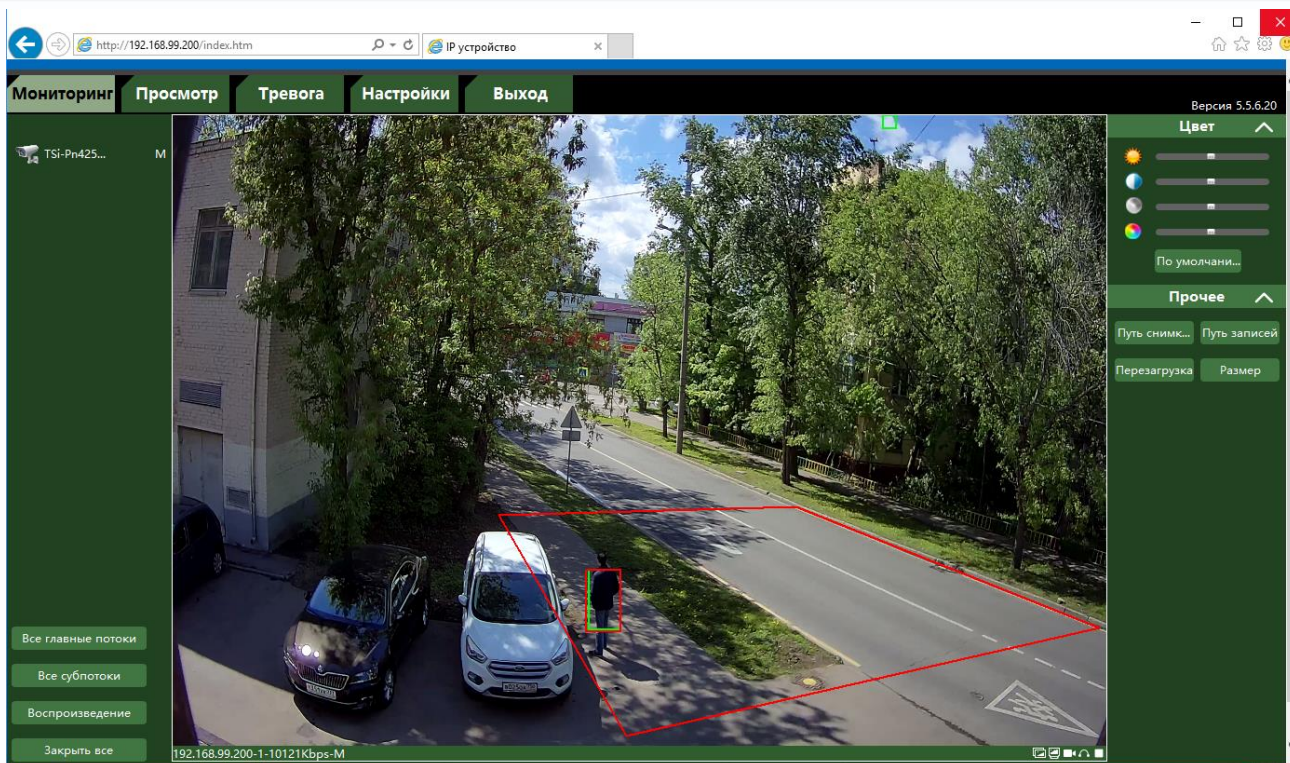 http://192.168.99.200/index.htm
IP устройство
Мониторинг
Просмотр
Тревога
Настройки
Выход
Версия 5.5.6.20
TSi-Pn425...
M
Цвет
По умолчани...
Прочее
Путь снимк...
Путь записей
Перезагрузка
Размер
Все главные потоки
Все субпотоки
Воспроизведение
Закрыть все
192.168.99.200-1-10121Kbps-M